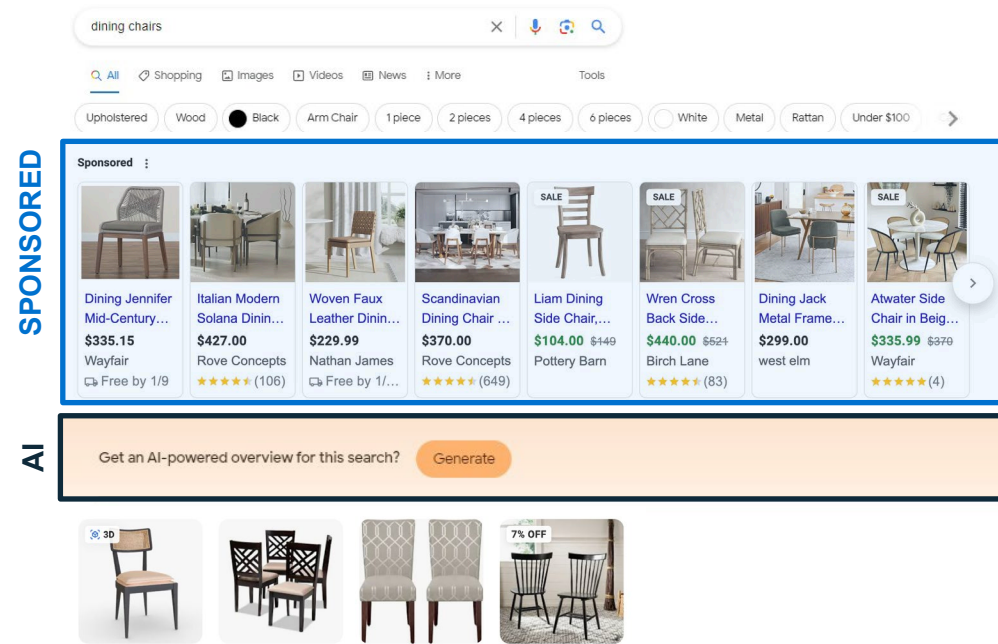 dining chairs
All Shopping Images Videos News More Tools
Upholstered Wood Black Arm Chair 1 piece 2 pieces 4 pieces 6 pieces White Metal Rattan Under $100
SPONSORED
Sponsored
SALE SALE SALE
Dining Jennifer Mid-Century...
$335.15
Wayfair
Free by 1/9
Italian Modern Solana Dinin...
$427.00
Rove Concepts
(106)
Woven Faux Leather Dinin...
$229.99
Nathan James
Free by 1/...
Scandinavian Dining Chair ...
$370.00
Rove Concepts
(649)
Liam Dining Side Chair,...
$104.00 $149
Pottery Barn
Wren Cross Back Side...
$440.00 $521
Birch Lane
(83)
Dining Jack Metal Frame...
$299.00
west elm
Atwater Side Chair in Beig...
$335.99 $370
Wayfair
(4)
AI
Get an AI-powered overview for this search? Generate
3D
7% OFF